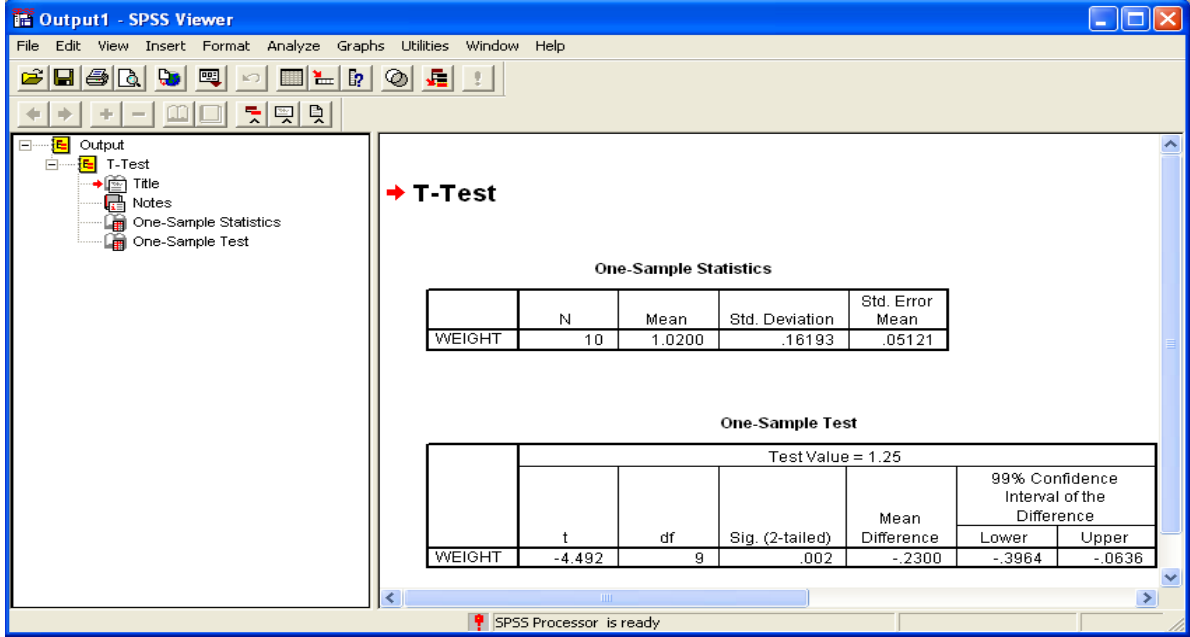 Output1 - SPSS Viewer
File Edit View Insert Format Analyze Graphs Utilities Window Help
Output
T-Test
Title
Notes
One-Sample Statistics
One-Sample Test
T-Test
One-Sample Statistics
N Mean Std. Deviation Std. Error Mean
WEIGHT 10 1.0200 .16193 .05121
One-Sample Test
Test Value = 1.25
99% Confidence Interval of the Difference
t df Sig. (2-tailed) Mean Difference Lower Upper
WEIGHT -4.492 9 .002 -.2300 -.3964 -.0636
SPSS Processor is ready